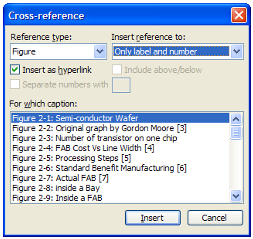 Cross-reference
Reference type:
Insert reference to:
Figure
Only label and number
Insert as hyperlink
Include above/below
Separate numbers with
For which caption:
Figure 2-1: Semi-conductor Wafer
Figure 2-2: Original graph by Gordon Moore [3]
Figure 2-3: Number of transistor on one chip
Figure 2-4: FAB Cost Vs Line Width [4]
Figure 2-5: Processing Steps [5]
Figure 2-6: Standard Benefit Manufacturing [6]
Figure 2-7: Actual FAB [7]
Figure 2-8: inside a Bay
Figure 2-9: Inside a FAB
Insert
Cancel